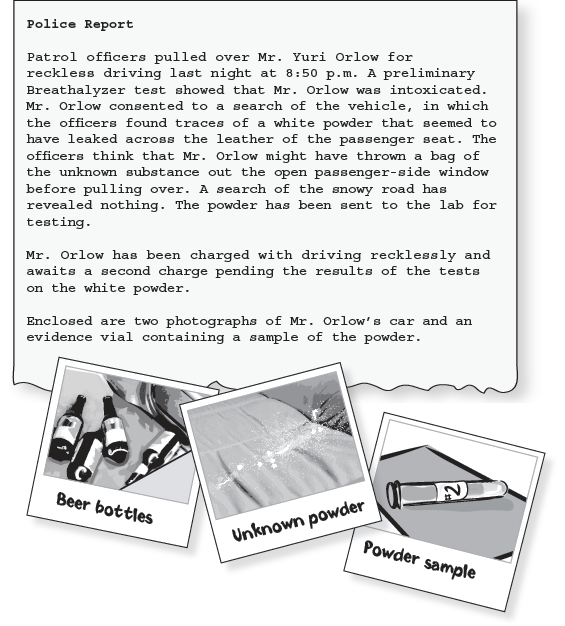 Police Report
Patrol officers pulled over Mr. Yuri Orlow for
reckless driving last night at 8:50 p.m. A preliminary
Breathalyzer test showed that Mr. Orlow was intoxicated.
Mr. Orlow consented to a search of the vehicle, in which
the officers found traces of a white powder that seemed to
have leaked across the leather of the passenger seat. The
officers think that Mr. Orlow might have thrown a bag of
the unknown substance out the open passenger-side window
before pulling over. A search of the snowy road has
revealed nothing. The powder has been sent to the lab for
testing.
Mr. Orlow has been charged with driving recklessly and
awaits a second charge pending the results of the tests
on the white powder.
Enclosed are two photographs of Mr. Orlow’s car and an
evidence vial containing a sample of the powder.
Beer bottles
Unknown powder
#2
Powder sample